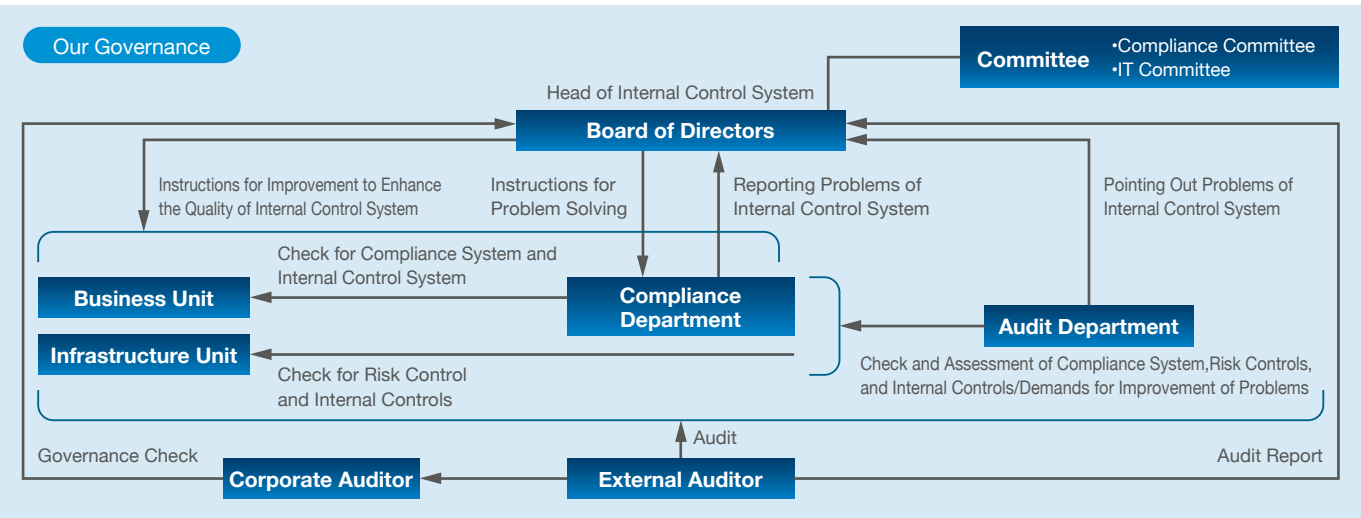 Our Governance
Committee
•Compliance Committee
•IT Committee
Head of Internal Control System
Board of Directors
Instructions for Improvement to Enhance
the Quality of Internal Control System
Instructions for
Problem Solving
Reporting Problems of
Internal Control System
Pointing Out Problems of
Internal Control System
Check for Compliance System and
Internal Control System
Business Unit
Compliance
Department
Audit Department
Infrastructure Unit
Check for Risk Control
and Internal Controls
Check and Assessment of Compliance System,Risk Controls,
and Internal Controls/Demands for Improvement of Problems
Audit
Governance Check
Audit Report
Corporate Auditor
External Auditor